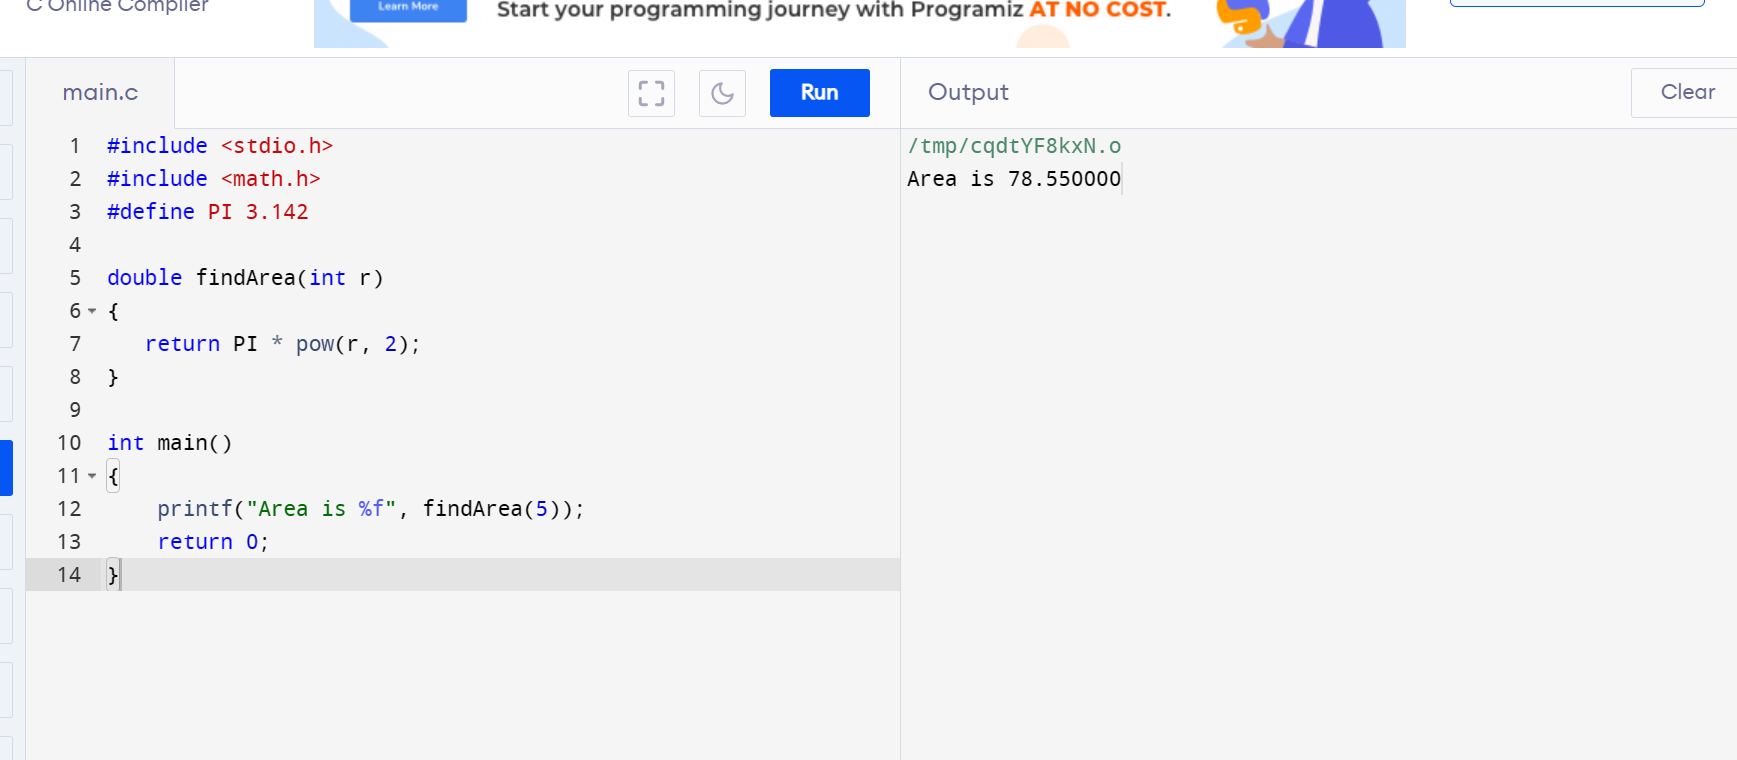 C Online Compiler
Learn More
Start your programming journey with Programiz AT NO COST.
main.c
Run
Output
Clear
1 #include <stdio.h>
2 #include <math.h>
3 #define PI 3.142
4
5 double findArea(int r)
6 {
7    return PI * pow(r, 2);
8 }
9
10 int main()
11 {
12     printf("Area is %f", findArea(5));
13     return 0;
14 }
/tmp/cqdtYF8kxN.o
Area is 78.550000